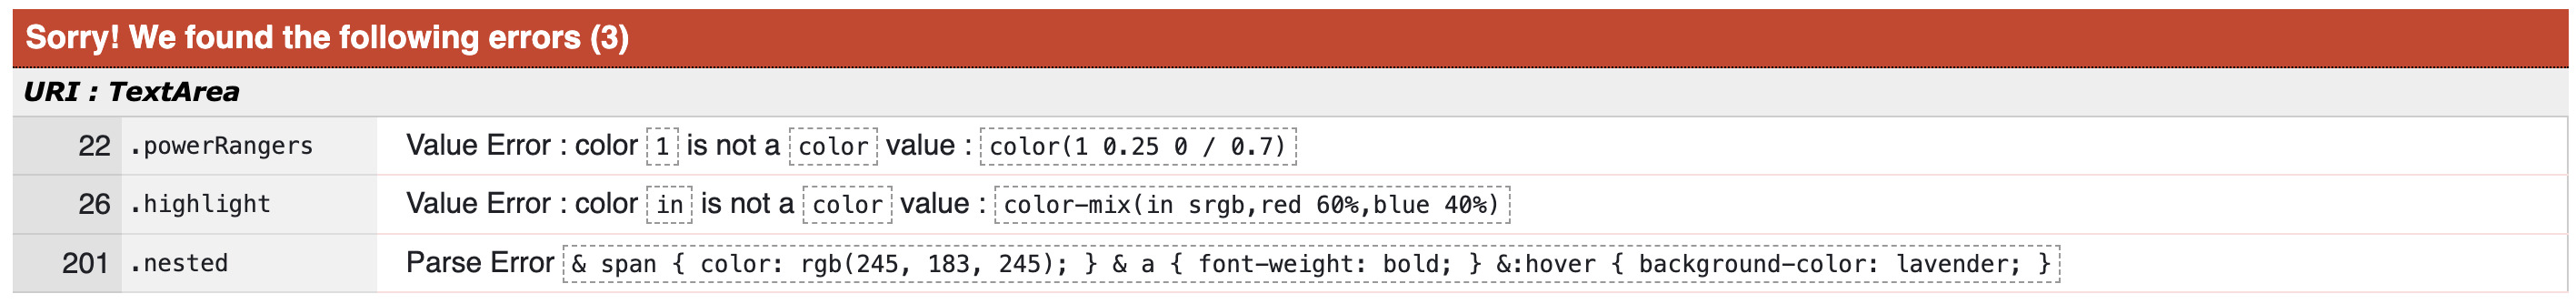 Sorry! We found the following errors (3)
URI : TextArea
22 .powerRangers Value Error : color 1 is not a color value : color(1 0.25 0 / 0.7)
26 .highlight Value Error : color in is not a color value : color-mix(in srgb,red 60%,blue 40%)
201 .nested Parse Error & span { color: rgb(245, 183, 245); } & a { font-weight: bold; } &:hover { background-color: lavender; }